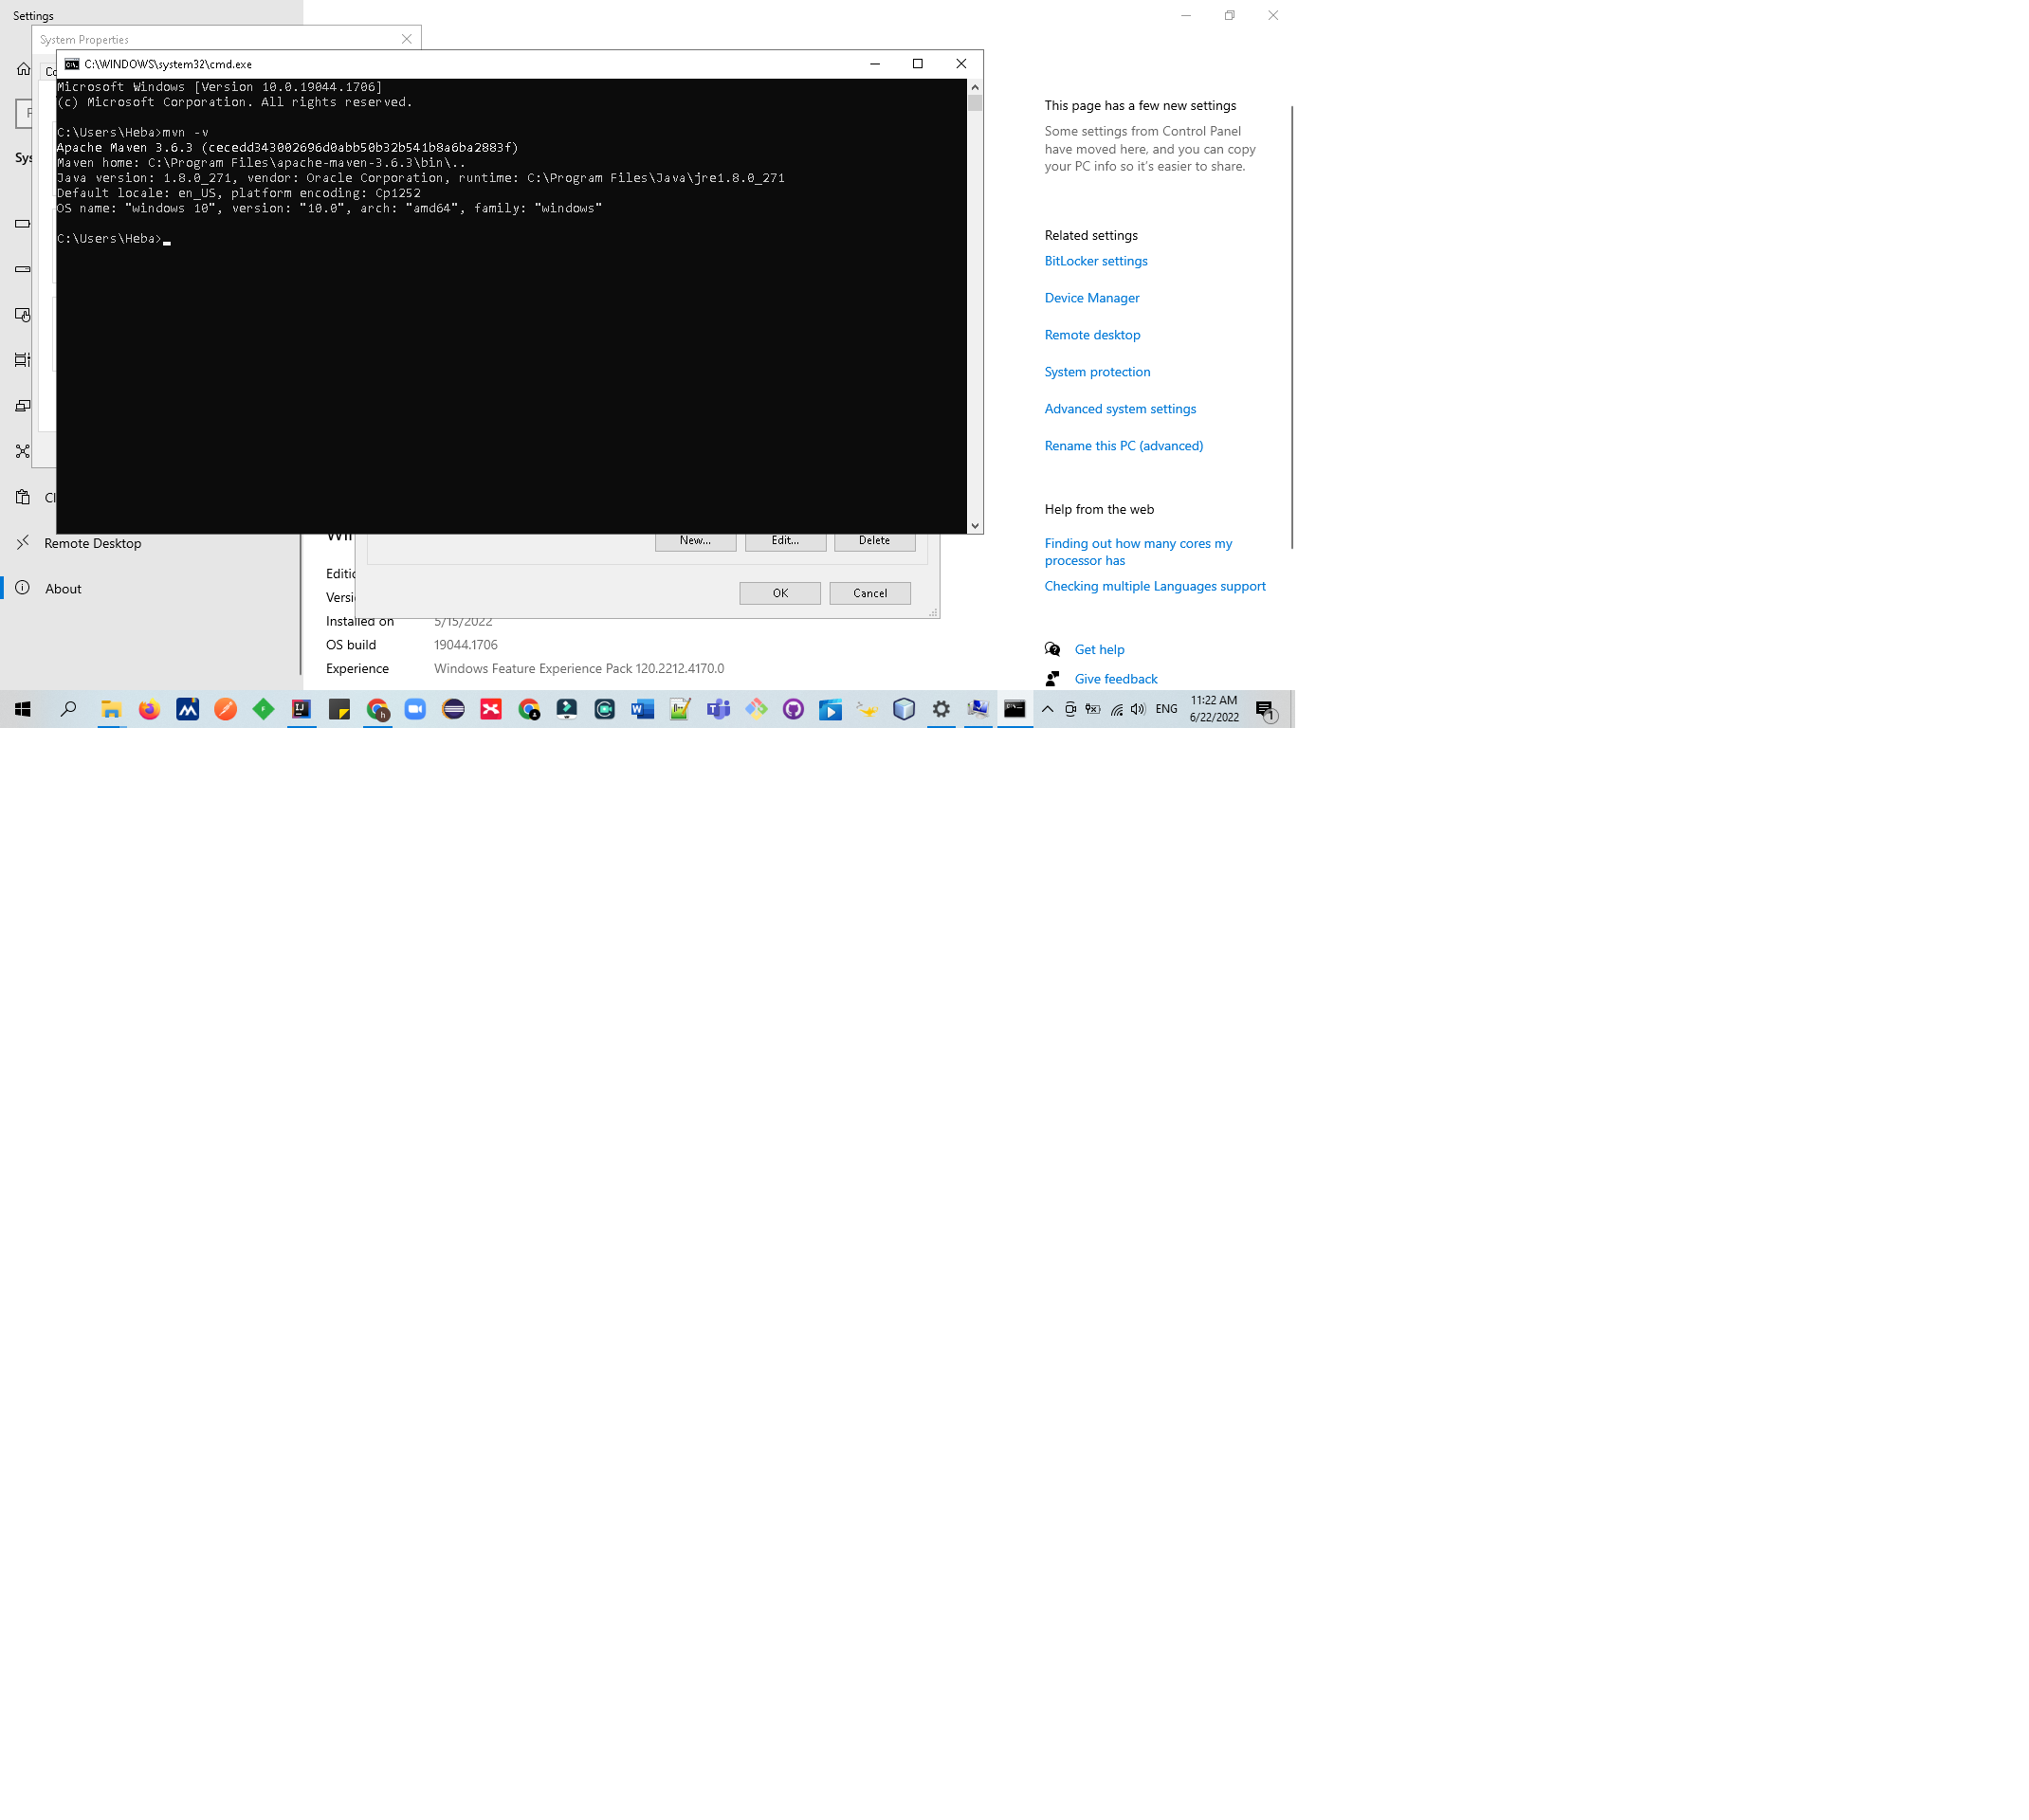 Settings
System Properties
C:\WINDOWS\system32\cmd.exe
Microsoft Windows [Version 10.0.19044.1706]
(c) Microsoft Corporation. All rights reserved.
C:\Users\Heba>mvn -v
Apache Maven 3.6.3 (cecedd343002696d0abb50b32b541b8a6ba2883f)
Maven home: C:\Program Files\apache-maven-3.6.3\bin\..
Java version: 1.8.0_271, vendor: Oracle Corporation, runtime: C:\Program Files\Java\jre1.8.0_271
Default locale: en_US, platform encoding: Cp1252
OS name: "windows 10", version: "10.0", arch: "amd64", family: "windows"
C:\Users\Heba>
Remote Desktop
About
New... Edit... Delete
OK Cancel
Installed on 5/15/2022
OS build 19044.1706
Experience Windows Feature Experience Pack 120.2212.4170.0
This page has a few new settings
Some settings from Control Panel
have moved here, and you can copy
your PC info so it's easier to share.
Related settings
BitLocker settings
Device Manager
Remote desktop
System protection
Advanced system settings
Rename this PC (advanced)
Help from the web
Finding out how many cores my
processor has
Checking multiple Languages support
Get help
Give feedback
ENG
11:22 AM
6/22/2022
1